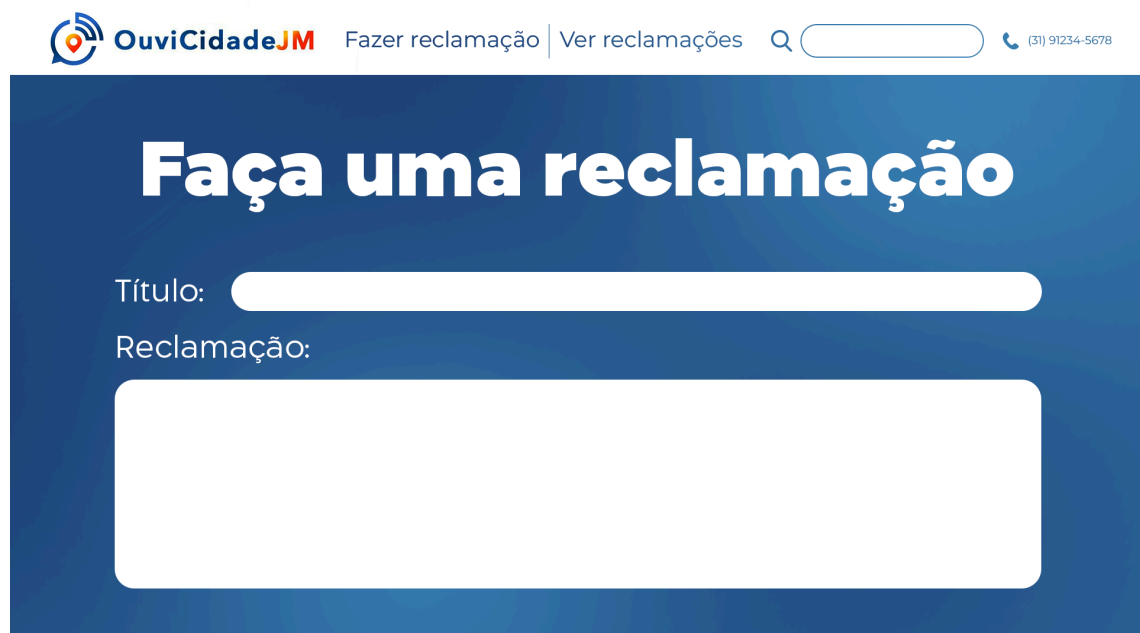 OuviCidadeJM Fazer reclamação Ver reclamações (31) 91234-5678
Faça uma reclamação
Título:
Reclamação: